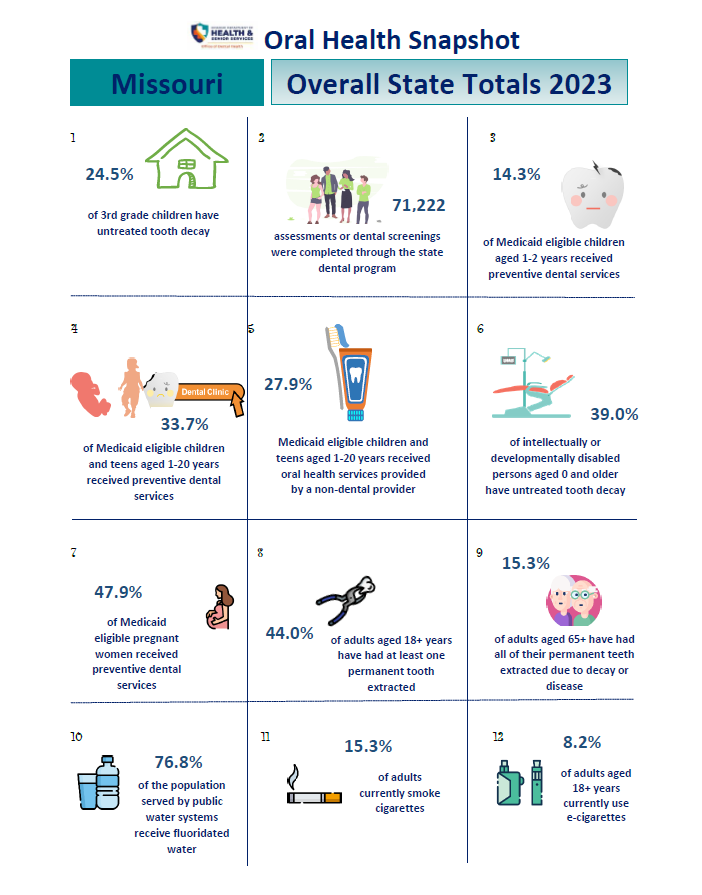 HEALTH &
SENIOR SERVICES
Oral Health Snapshot
Missouri
Overall State Totals 2023
1
24.5%
of 3rd grade children have
untreated tooth decay
2
71,222
assessments or dental screenings
were completed through the state
dental program
3
14.3%
of Medicaid eligible children
aged 1-2 years received
preventive dental services
4
Dental Clinic
33.7%
of Medicaid eligible children
and teens aged 1-20 years
received preventive dental
services
5
27.9%
Medicaid eligible children and
teens aged 1-20 years received
oral health services provided
by a non-dental provider
6
39.0%
of intellectually or
developmentally disabled
persons aged 0 and older
have untreated tooth decay
7
47.9%
of Medicaid
eligible pregnant
women received
preventive dental
services
8
44.0%
of adults aged 18+ years
have had at least one
permanent tooth
extracted
9
15.3%
of adults aged 65+ have had
all of their permanent teeth
extracted due to decay or
disease
10
76.8%
of the population
served by public
water systems
receive fluoridated
water
11
15.3%
of adults
currently smoke
cigarettes
12
8.2%
of adults aged
18+ years
currently use
e-cigarettes